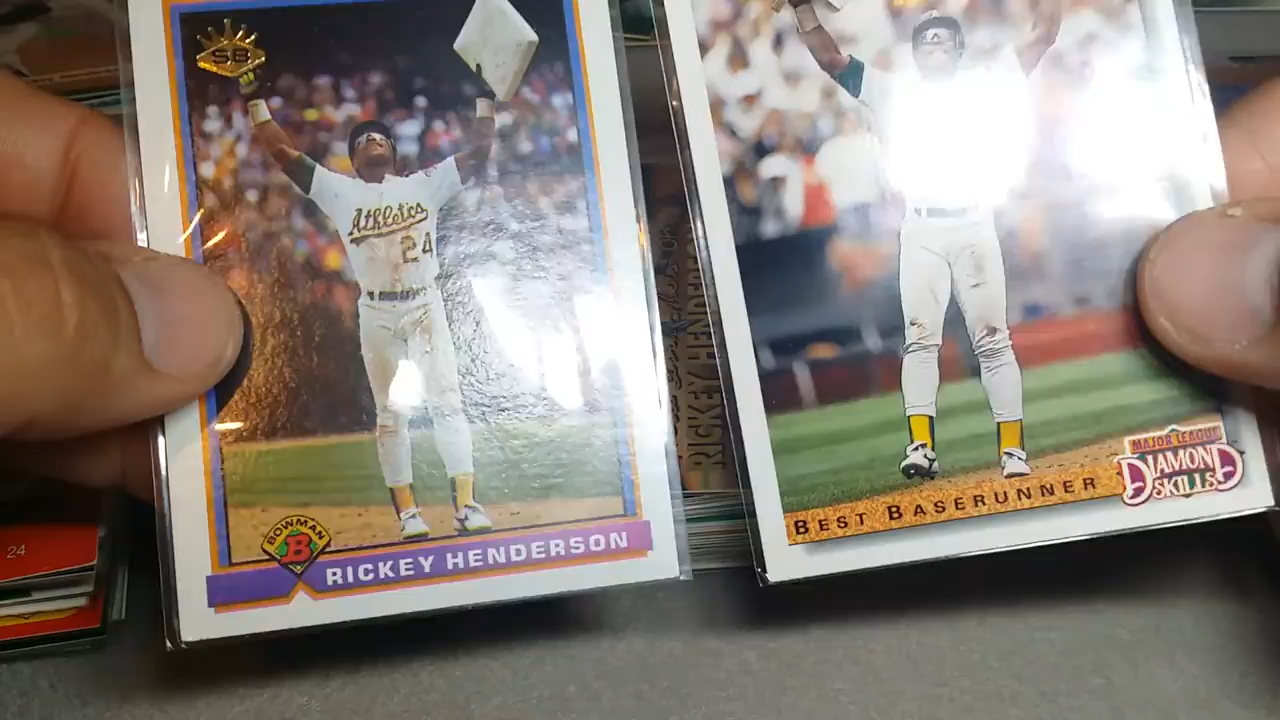 SB
Athletics
24
BOWMAN
B
RICKEY HENDERSON
RICKEY HENDERSON
BEST BASERUNNER
MAJOR LEAGUE
DIAMOND
SKILLS
24